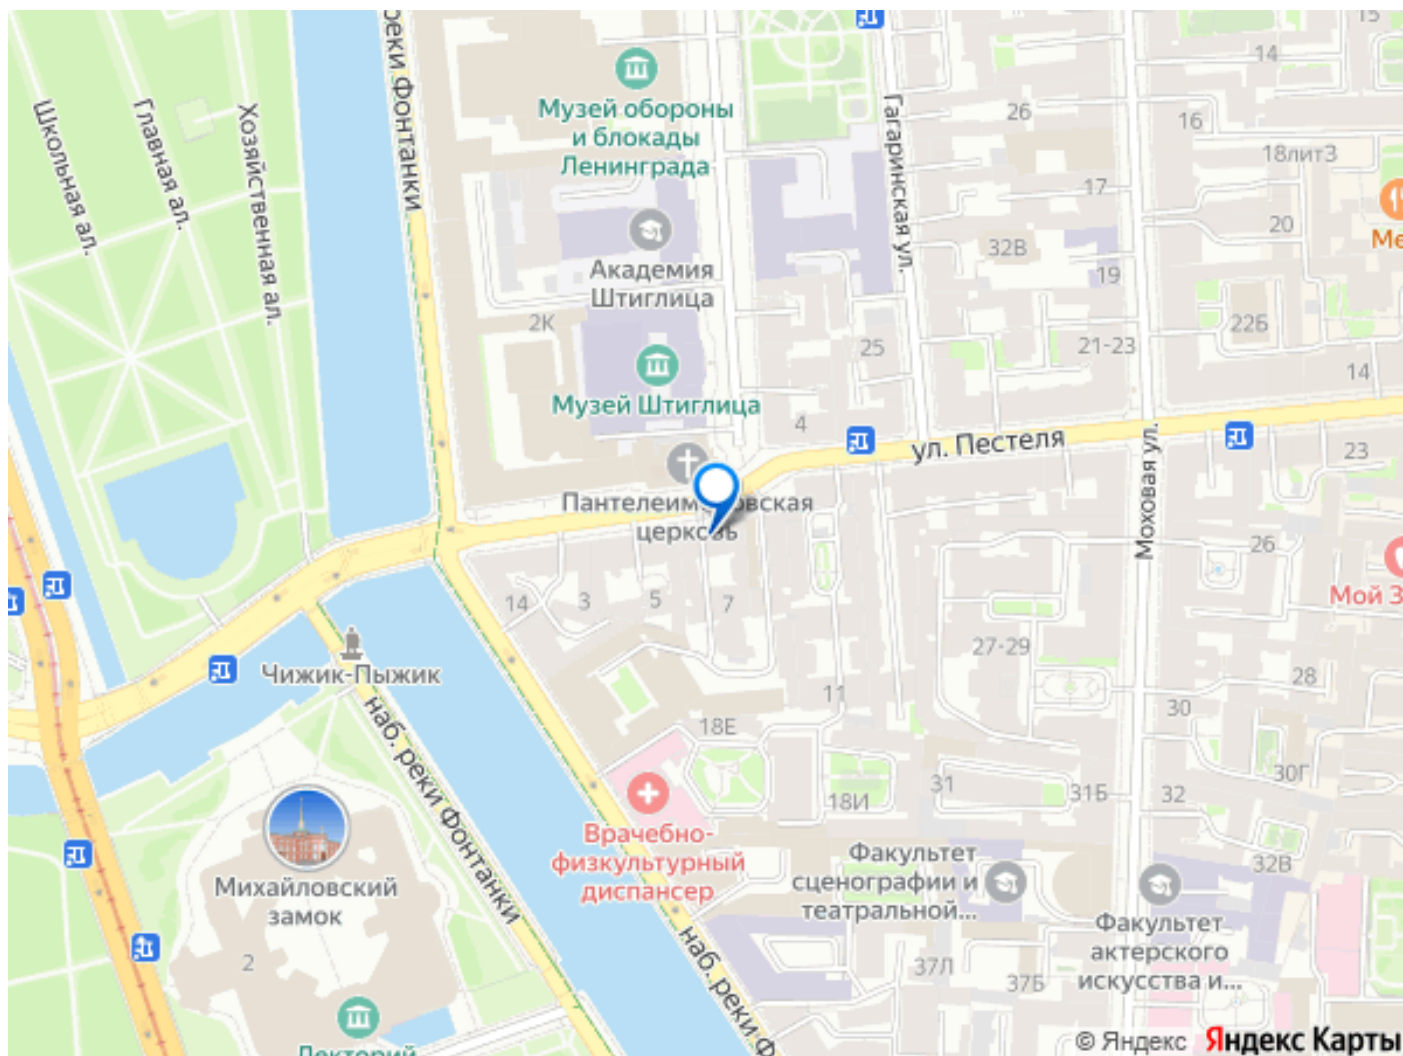 Школьная ал.
Главная ал.
Хозяйственная ал.
реки Фонтанки
Музей обороны
и блокады
Ленинграда
Академия
Штиглица
2К
Музей Штиглица
Гагаринская ул.
15
14
26
16
18лит3
17
20
32В
19
Ме
25
21-23
22Б
14
4
ул. Пестеля
Моховая ул.
23
Пантелеимоновская
церковь
26
Мой З
14
3
5
7
27-29
28
11
30
Чижик-Пыжик
наб. реки Фонтанки
18Е
18И
31
31Б
32
30Г
Врачебно-
физкультурный
диспансер
Факультет
сценографии и
театральной...
32В
Михайловский
замок
2
Факультет
актерского
искусства и...
37Л
37Б
наб. реки Ф
Лекторий
© Яндекс Яндекс Карты